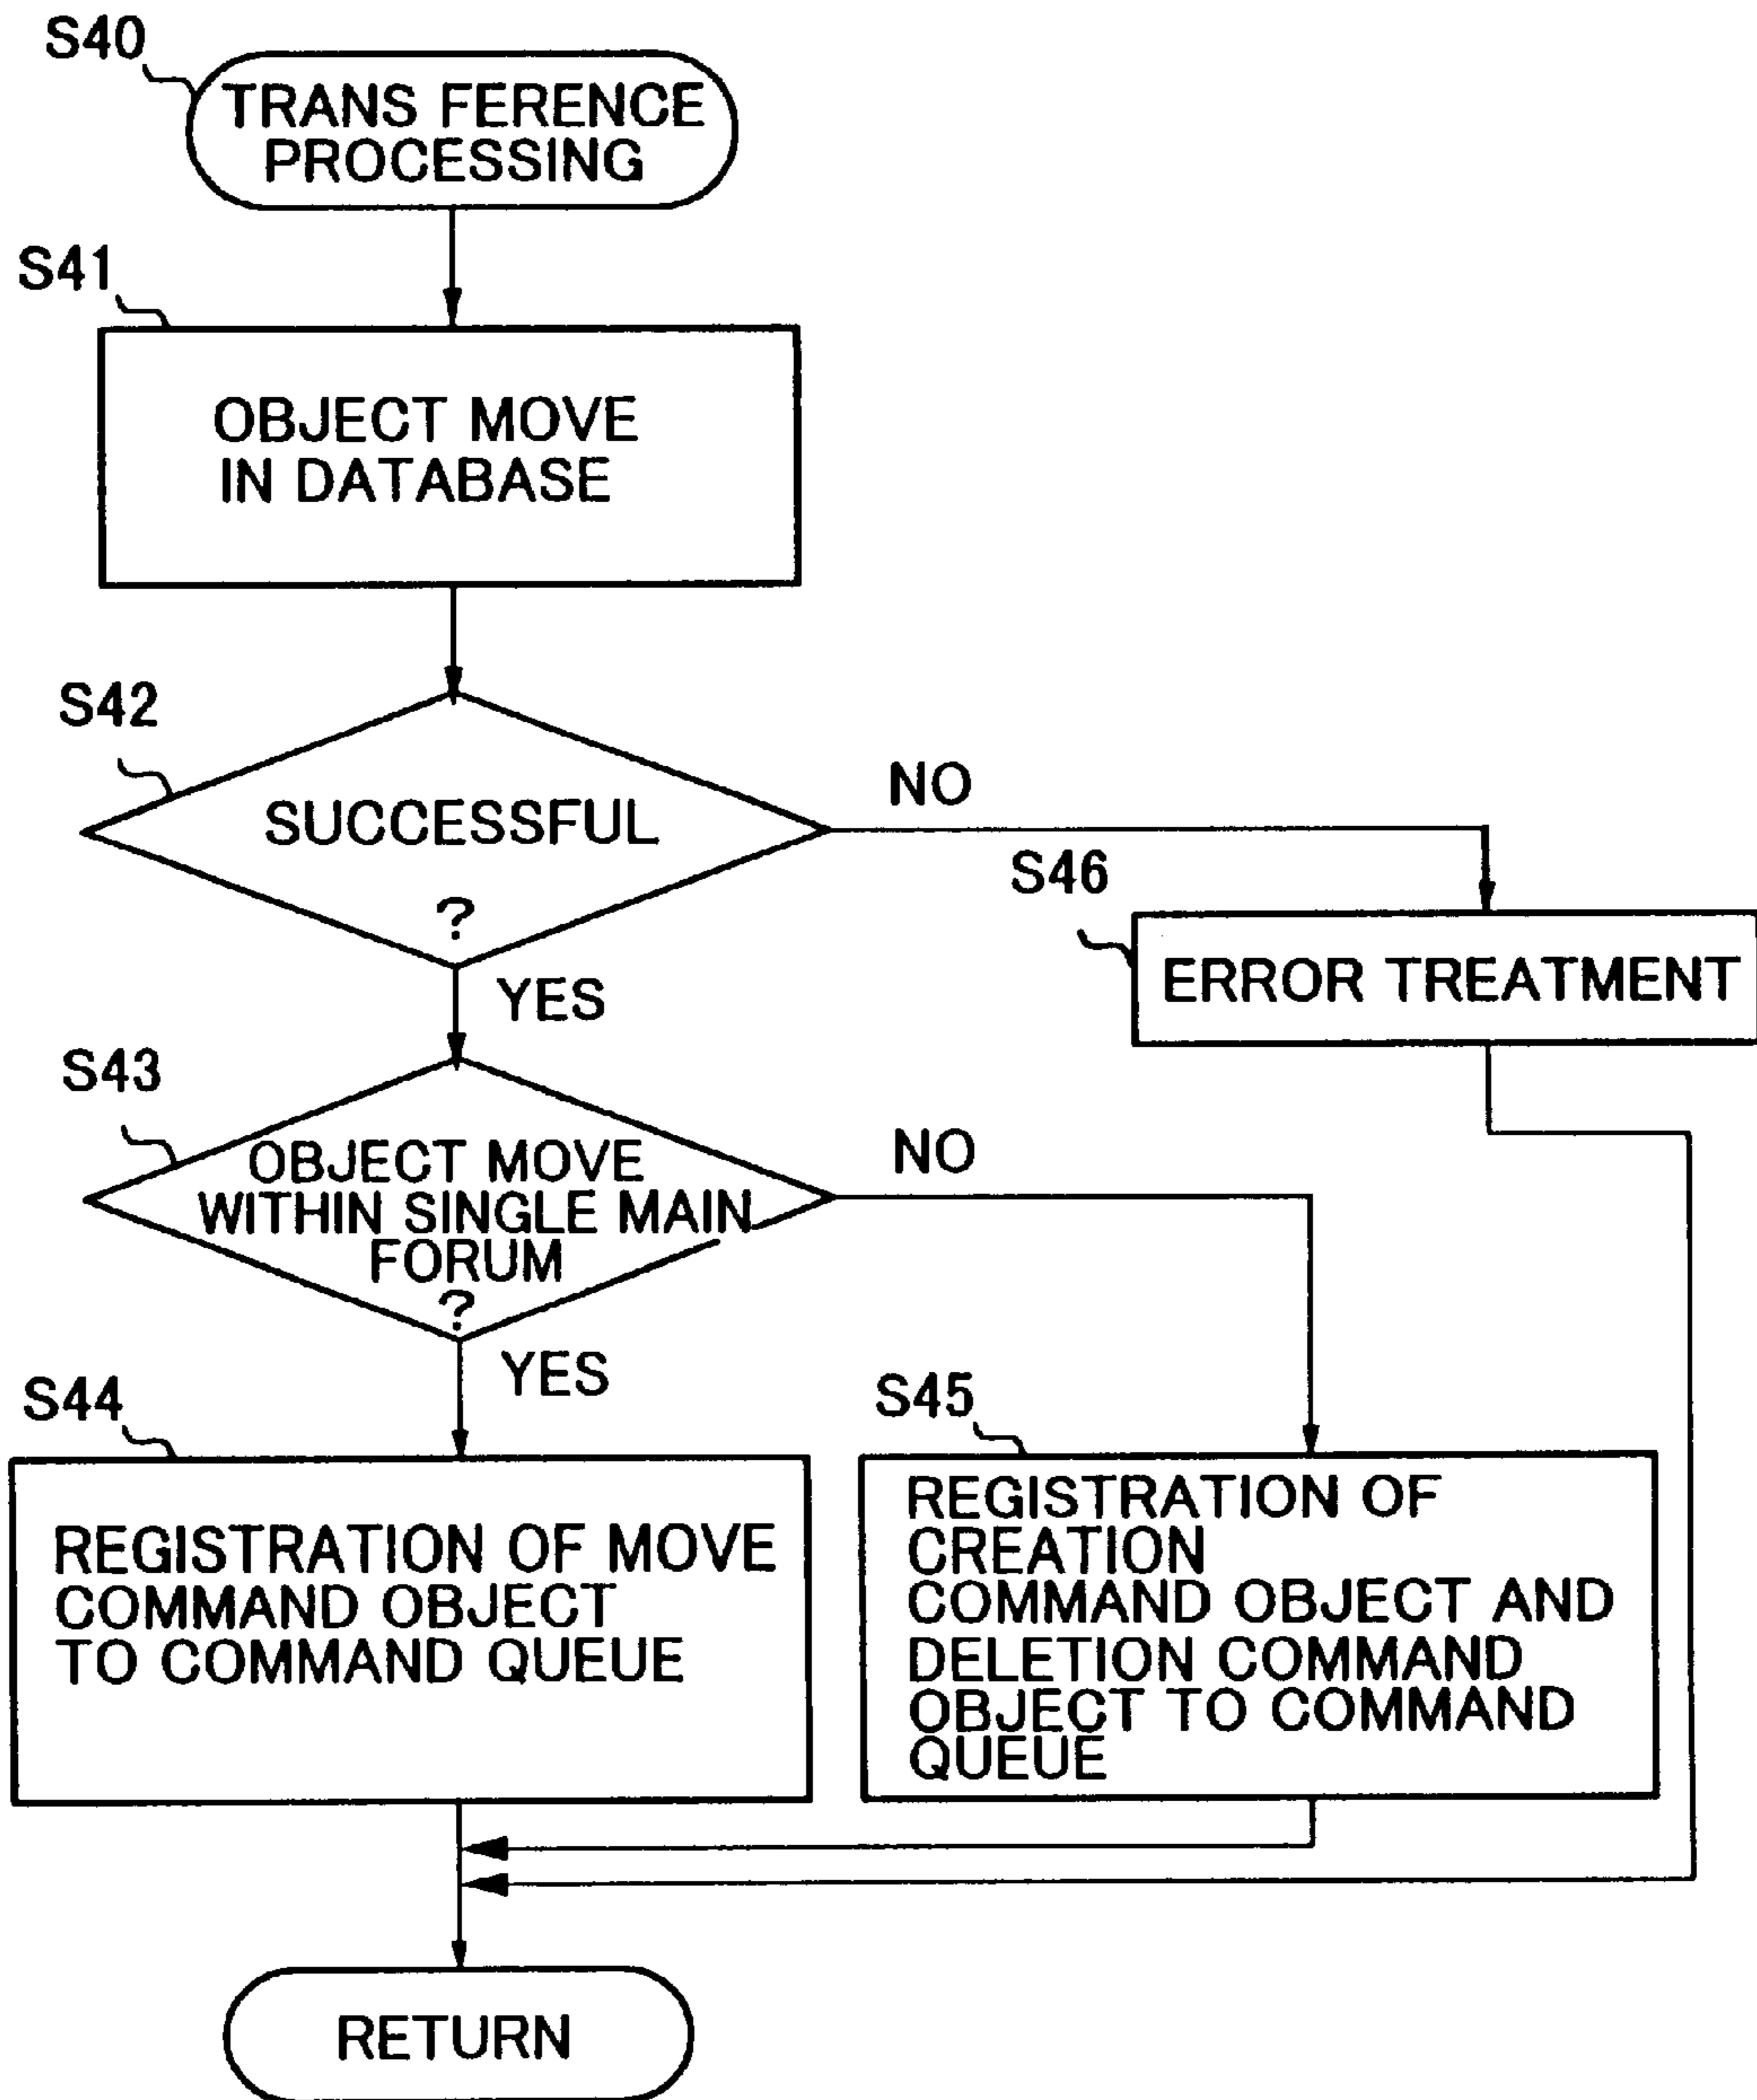 S40
TRANS FERENCE
PROCESSING
S41
OBJECT MOVE
IN DATABASE
S42
SUCCESSFUL
?
NO
YES
S46
ERROR TREATMENT
S43
OBJECT MOVE
WITHIN SINGLE MAIN
FORUM
?
NO
YES
S44
REGISTRATION OF MOVE
COMMAND OBJECT
TO COMMAND QUEUE
S45
REGISTRATION OF
CREATION
COMMAND OBJECT AND
DELETION COMMAND
OBJECT TO COMMAND
QUEUE
RETURN